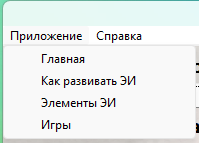 Приложение Справка
Главная
Как развивать ЭИ
Элементы ЭИ
Игры